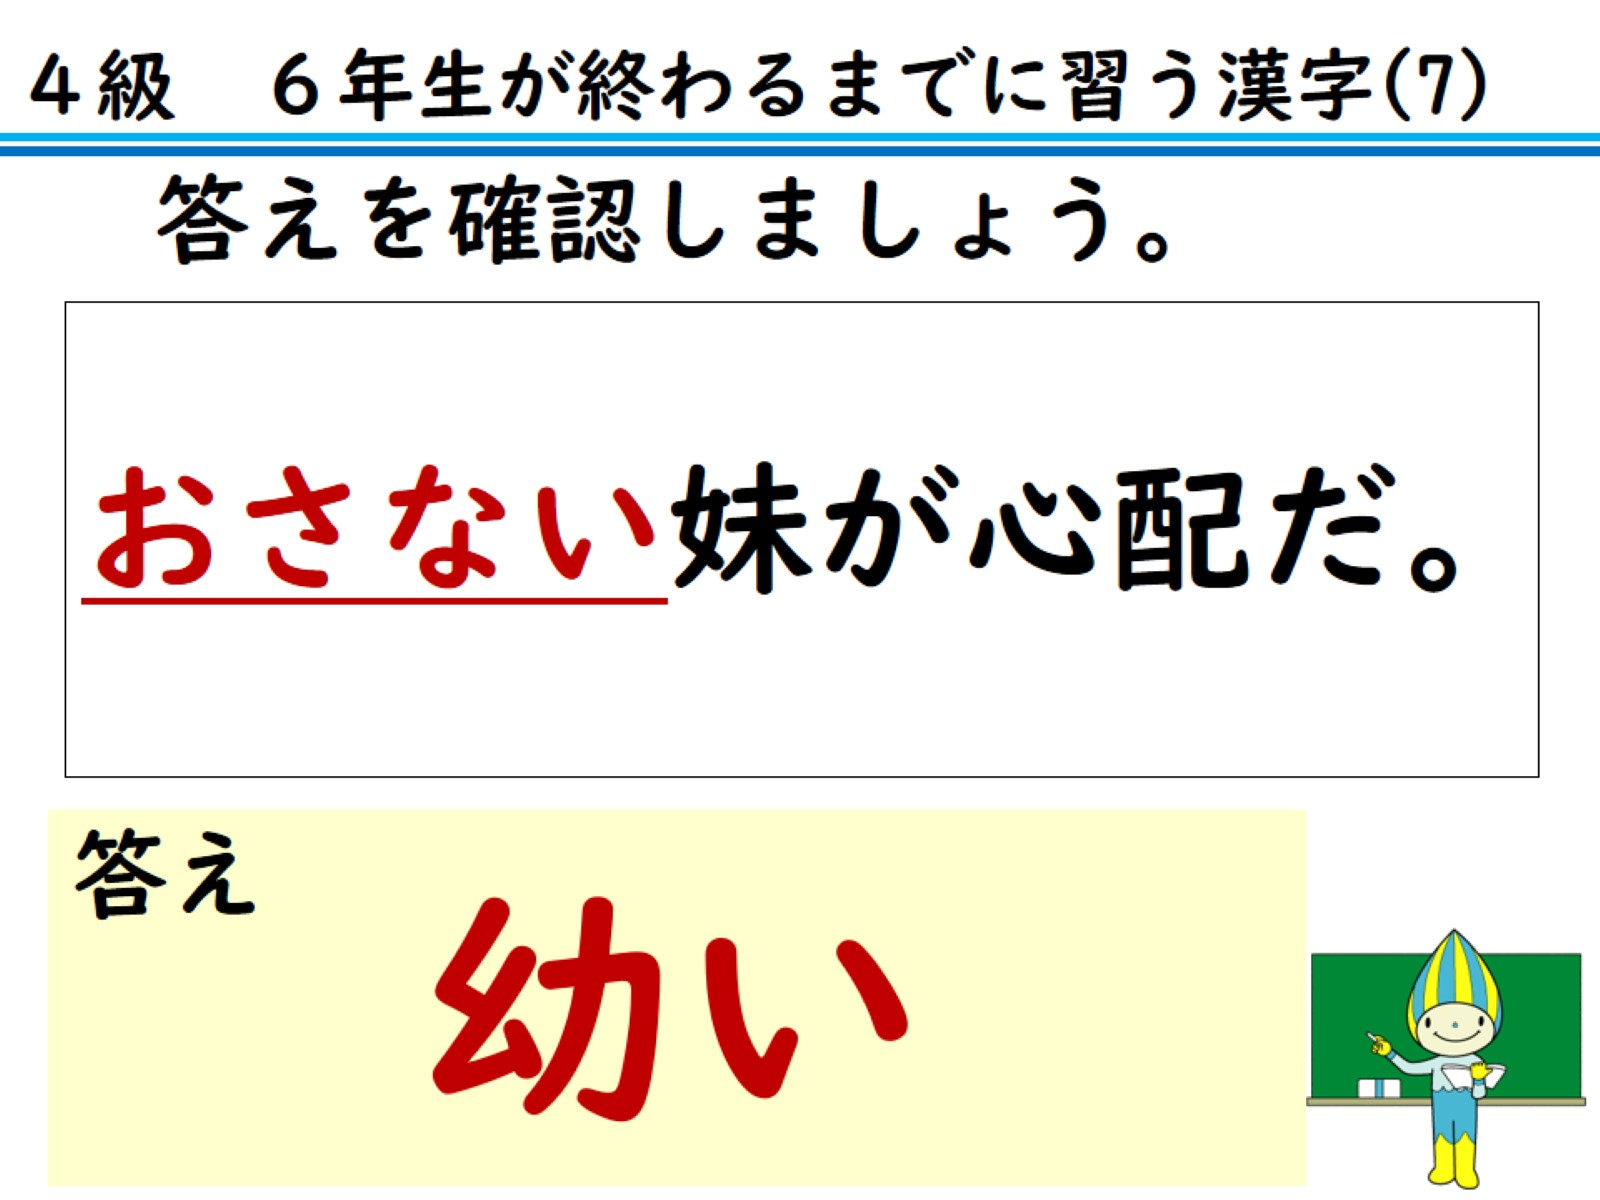 ４級　６年生が終わるまでに習う漢字(7)
答えを確認しましょう。
おさない妹が心配だ。
答え
幼い